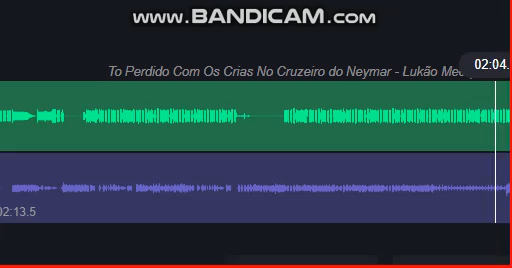 www.BANDICAM.com
To Perdido Com Os Crias No Cruzeiro do Neymar - Lukão
02:04.
02:13.5